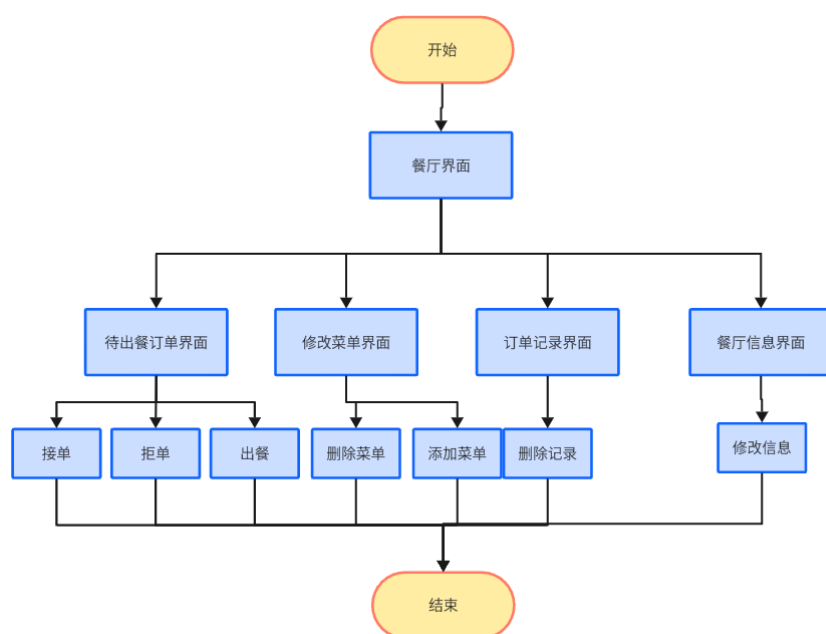 开始
餐厅界面
待出餐订单界面
修改菜单界面
订单记录界面
餐厅信息界面
接单
拒单
出餐
删除菜单
添加菜单
删除记录
修改信息
结束